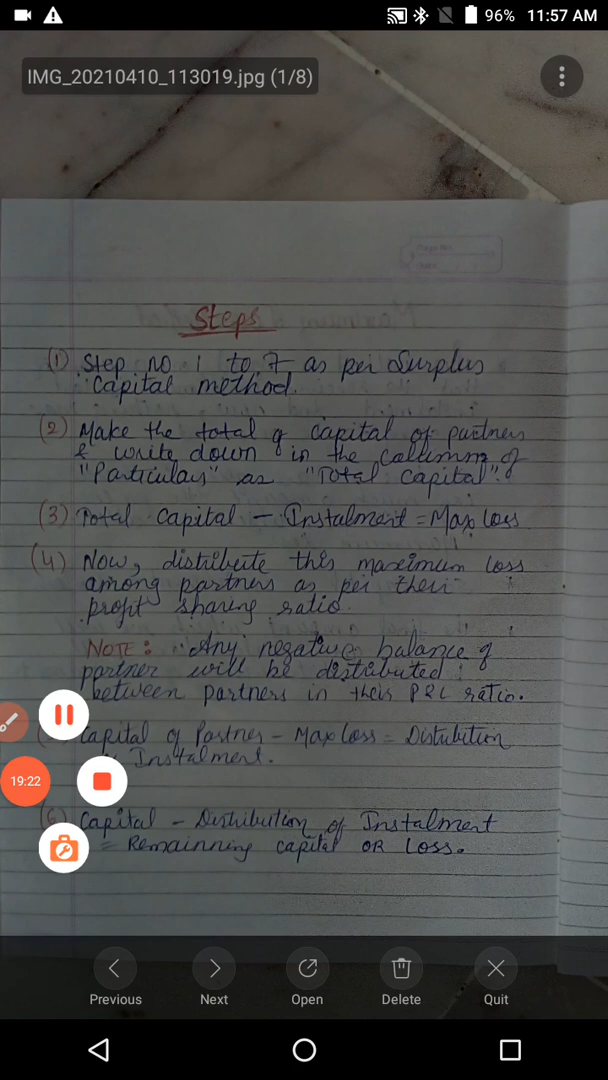 96% 11:57 AM
IMG_20210410_113019.jpg (1/8)
Steps
(1) Step no 1 to 7 as per Surplus
Capital method.
(2) Make the total of capital of partners
& write down in the of
"Particulars" as "Total Capital".
(3) Total Capital - Instalment = Max loss
(4) Now, distribute this maximum loss
among partners as per their
profit sharing ratio.
NOTE: Any negative balance of
partner will be distributed
between partners in their P&L ratio.
Capital of Partner - Max loss = Distribution
Instalment.
19:22
(6) Capital - Distribution of Instalment
= Remainning capital OR Loss.
Previous
Next
Open
Delete
Quit